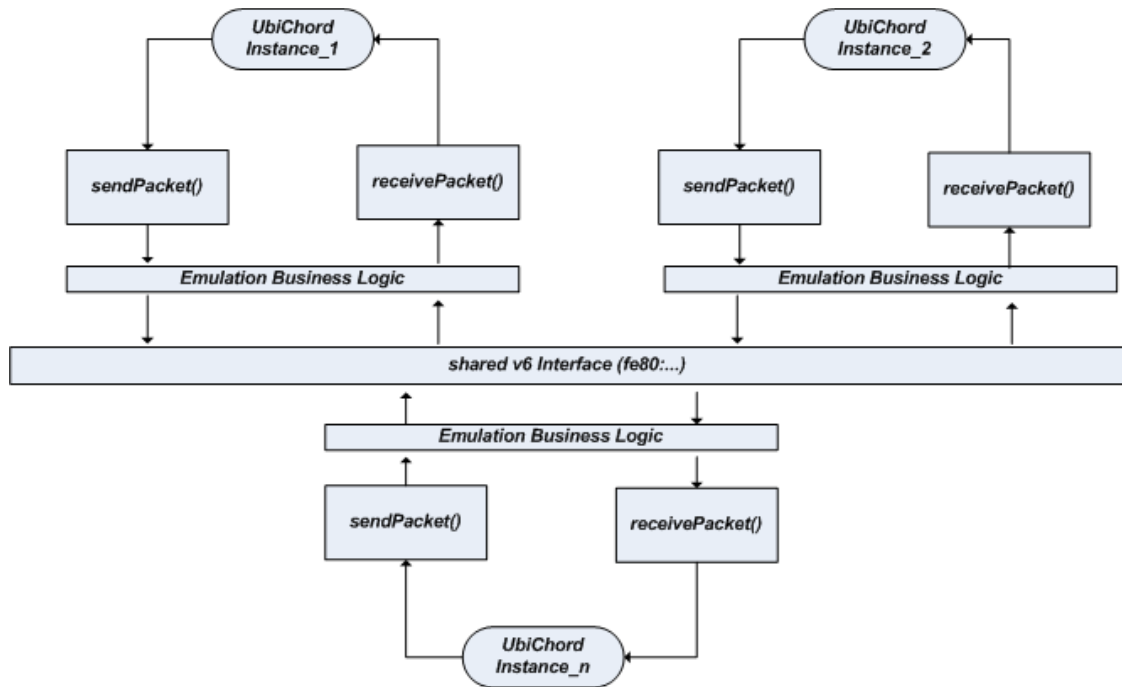 UbiChord
Instance_1
UbiChord
Instance_2
sendPacket()
receivePacket()
sendPacket()
receivePacket()
Emulation Business Logic
Emulation Business Logic
shared v6 Interface (fe80:...)
Emulation Business Logic
sendPacket()
receivePacket()
UbiChord
Instance_n